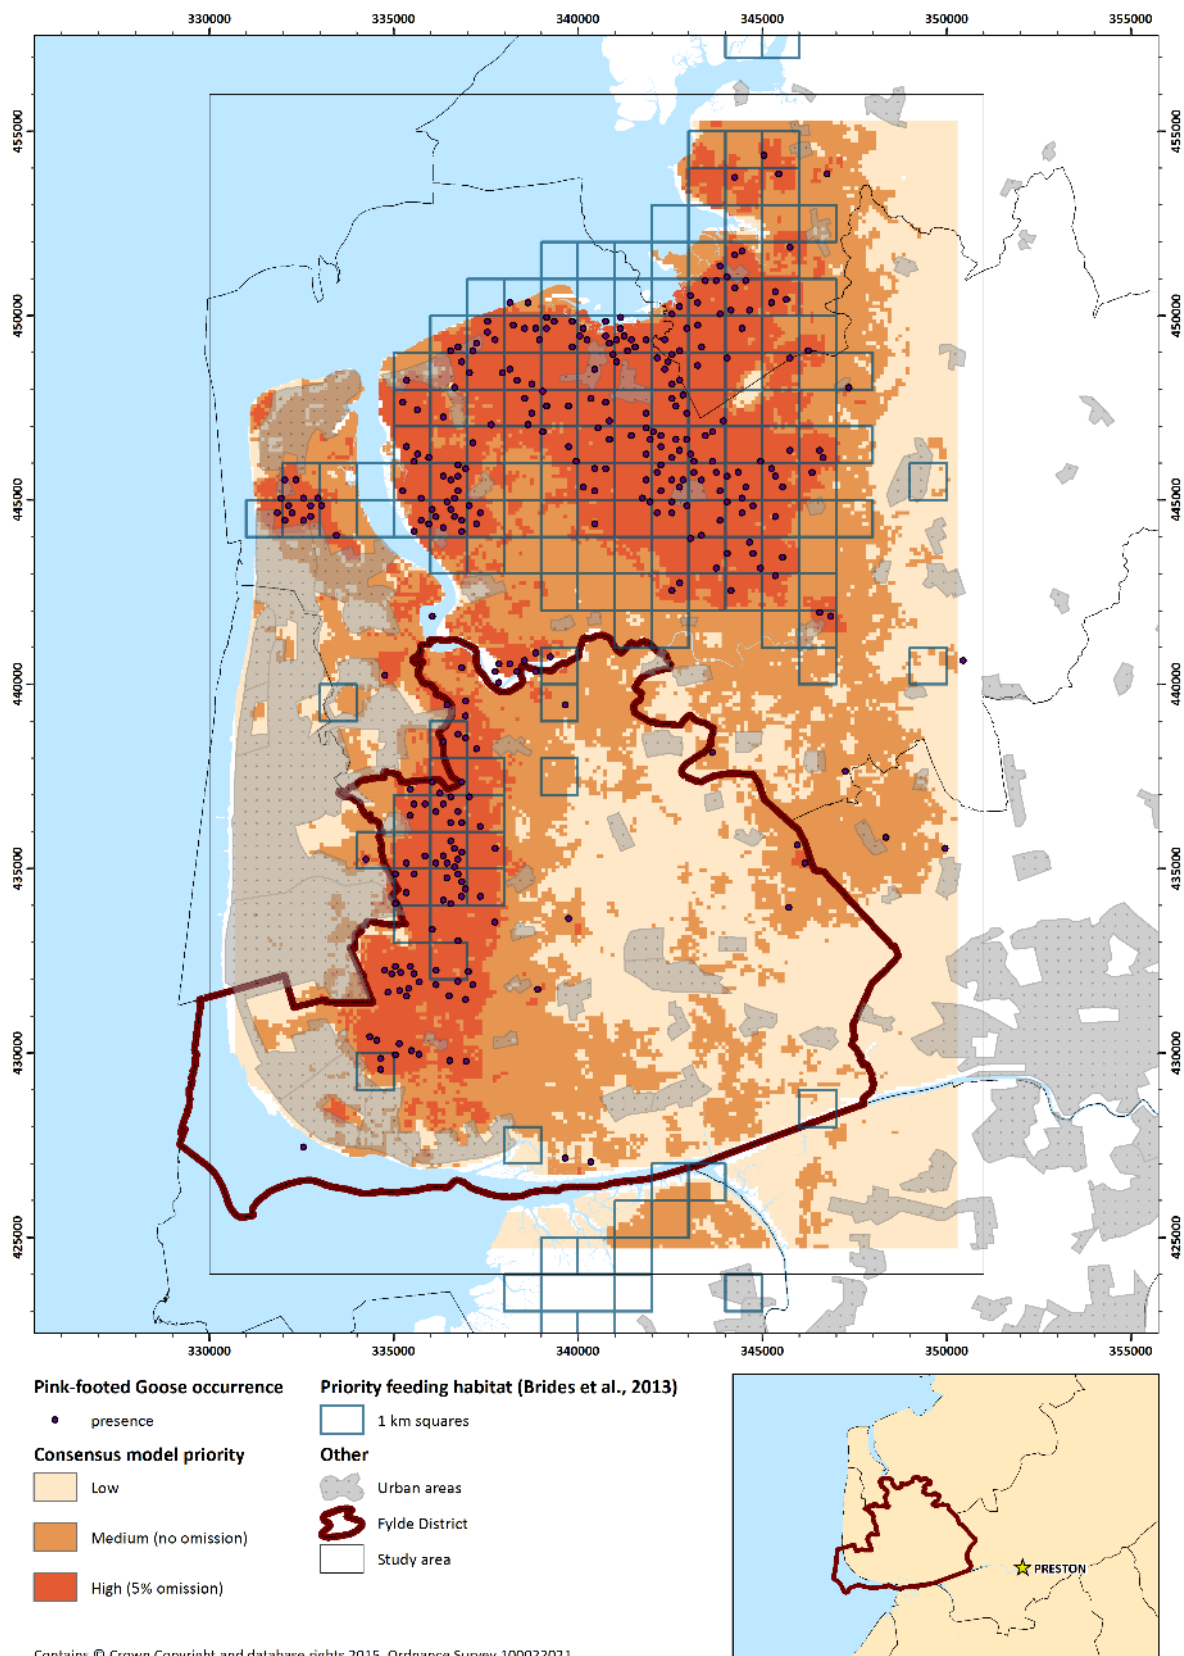 330000 335000 340000 345000 350000 355000
455000 455000
450000 450000
445000 445000
440000 440000
435000 435000
430000 430000
425000 425000
330000 335000 340000 345000 350000 355000
Pink-footed Goose occurrence
presence
Consensus model priority
Low
Medium (no omission)
High (5% omission)
Priority feeding habitat (Brides et al., 2013)
1 km squares
Other
Urban areas
Fylde District
Study area
PRESTON
Contains © Crown Copyright and database rights 2015. Ordnance Survey 100022021